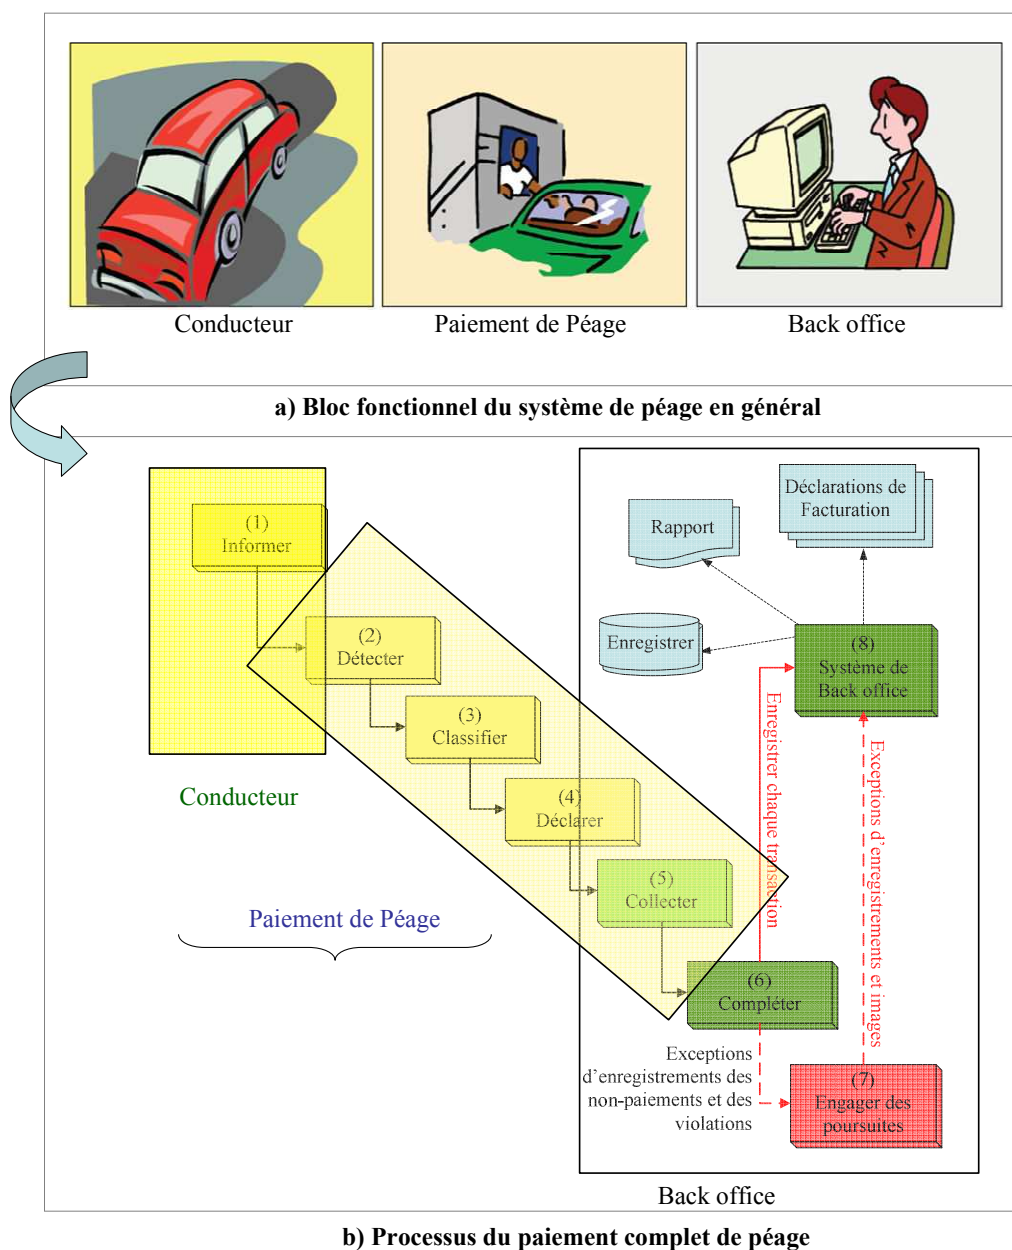 Conducteur
Paiement de Péage
Back office
a) Bloc fonctionnel du système de péage en général
(1)
Informer
(2)
Détecter
(3)
Classifier
(4)
Déclarer
(5)
Collecter
(6)
Compléter
(7)
Engager des
poursuites
(8)
Système de
Back office
Rapport
Déclarations de
Facturation
Enregistrer
Enregistrer chaque transaction
Exceptions d'enregistrements et images
Exceptions
d'enregistrements des
non-paiements et des
violations
Conducteur
Paiement de Péage
Back office
b) Processus du paiement complet de péage